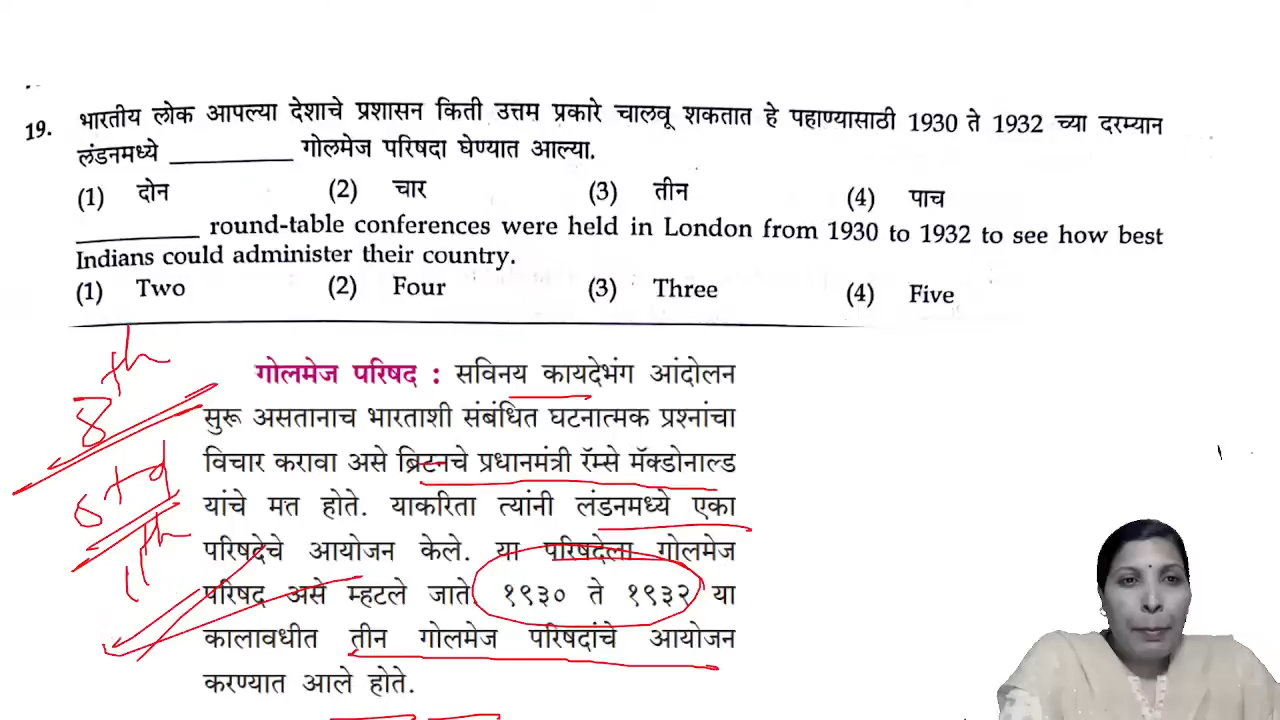 19. भारतीय लोक आपल्या देशाचे प्रशासन किती उत्तम प्रकारे चालवू शकतात हे पहाण्यासाठी 1930 ते 1932 च्या दरम्यान
लंडनमध्ये __________ गोलमेज परिषदा घेण्यात आल्या.
(1) दोन (2) चार (3) तीन (4) पाच
__________ round-table conferences were held in London from 1930 to 1932 to see how best
Indians could administer their country.
(1) Two (2) Four (3) Three (4) Five
गोलमेज परिषद : सविनय कायदेभंग आंदोलन
सुरू असतानाच भारताशी संबंधित घटनात्मक प्रश्नांचा
विचार करावा असे ब्रिटनचे प्रधानमंत्री रॅम्से मॅक्डोनाल्ड
यांचे मत होते. याकरिता त्यांनी लंडनमध्ये एका
परिषदेचे आयोजन केले. या परिषदेला गोलमेज
परिषद असे म्हटले जाते १९३० ते १९३२ या
कालावधीत तीन गोलमेज परिषदांचे आयोजन
करण्यात आले होते.
8th
std
11th